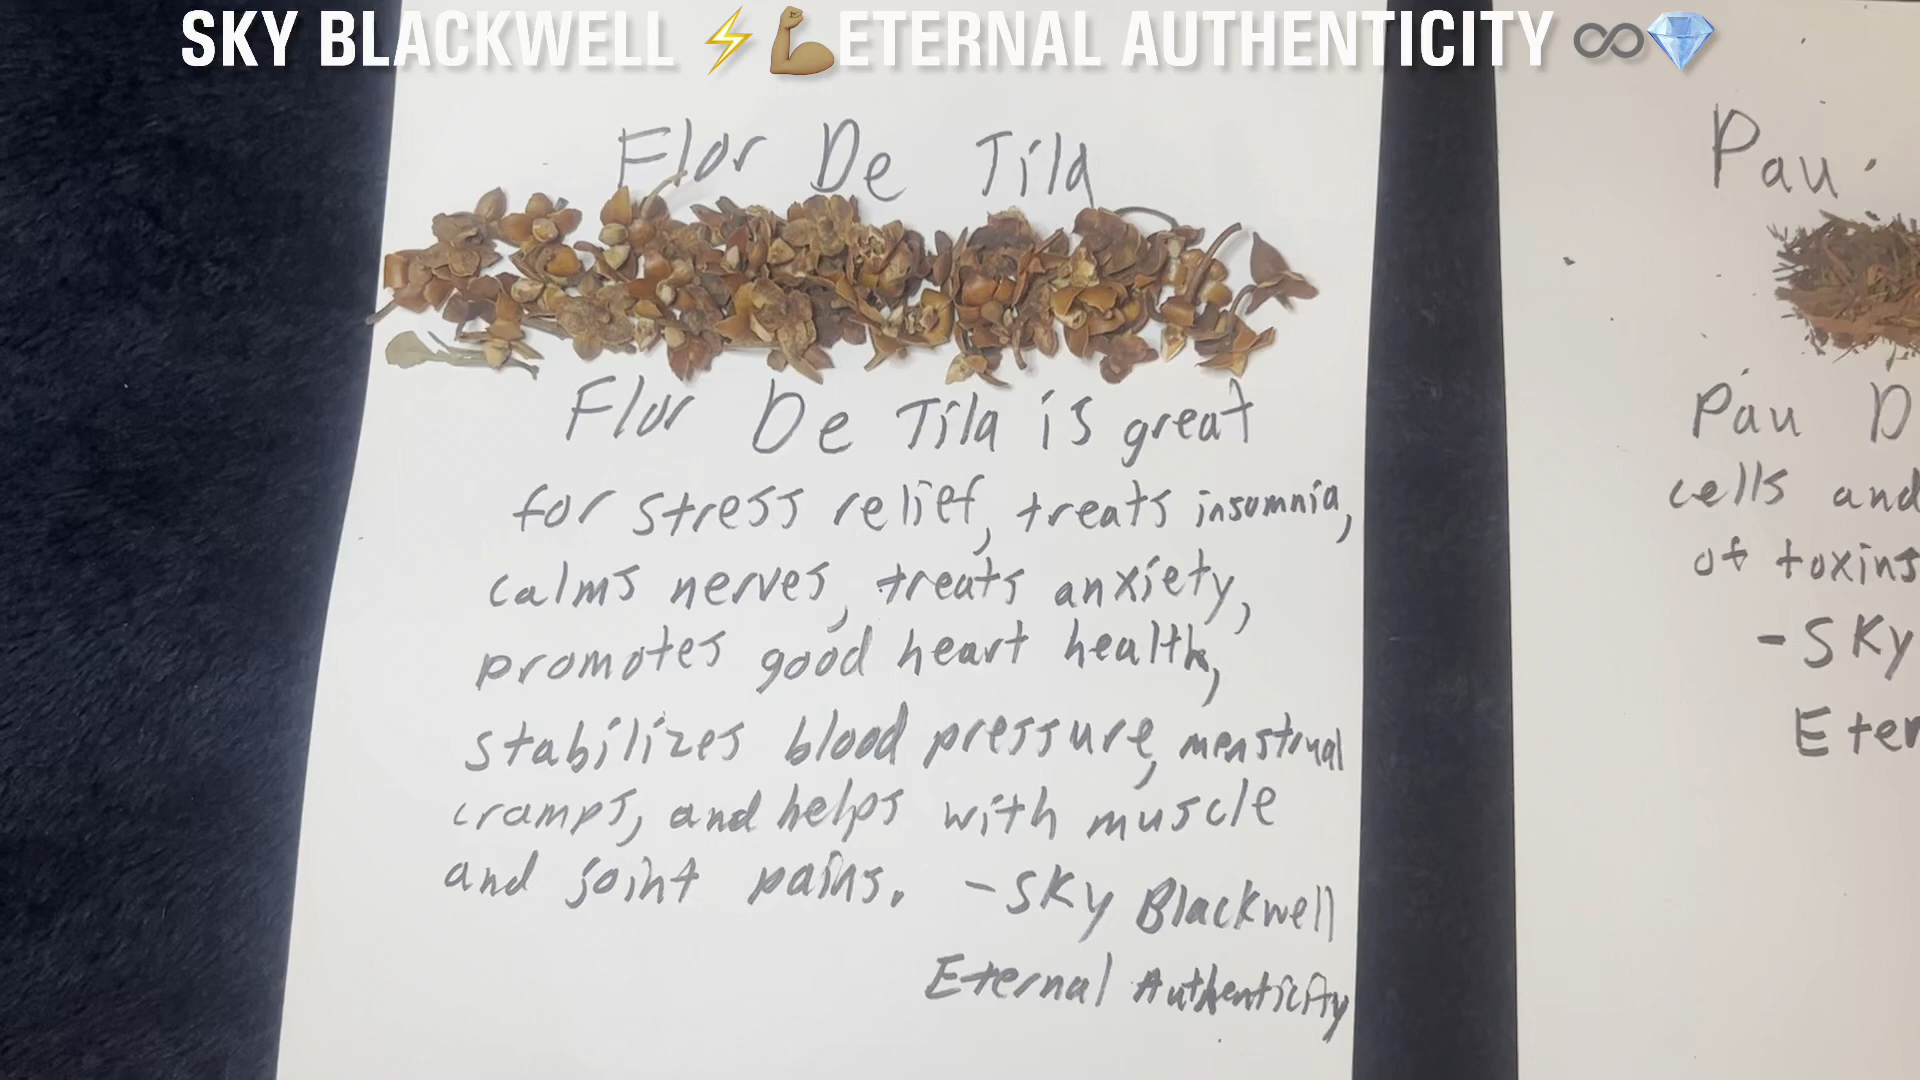 SKY BLACKWELL ⚡💪🏽ETERNAL AUTHENTICITY ♾💎
Flor De Tila
Flor De Tila is great
for stress relief, treats insomnia,
calms nerves, treats anxiety,
promotes good heart health,
stabilizes blood pressure, menstrual
cramps, and helps with muscle
and joint pains. -Sky Blackwell
Eternal Authenticity
Pau
Pau D
cells and
of toxins
-Sky
Eter